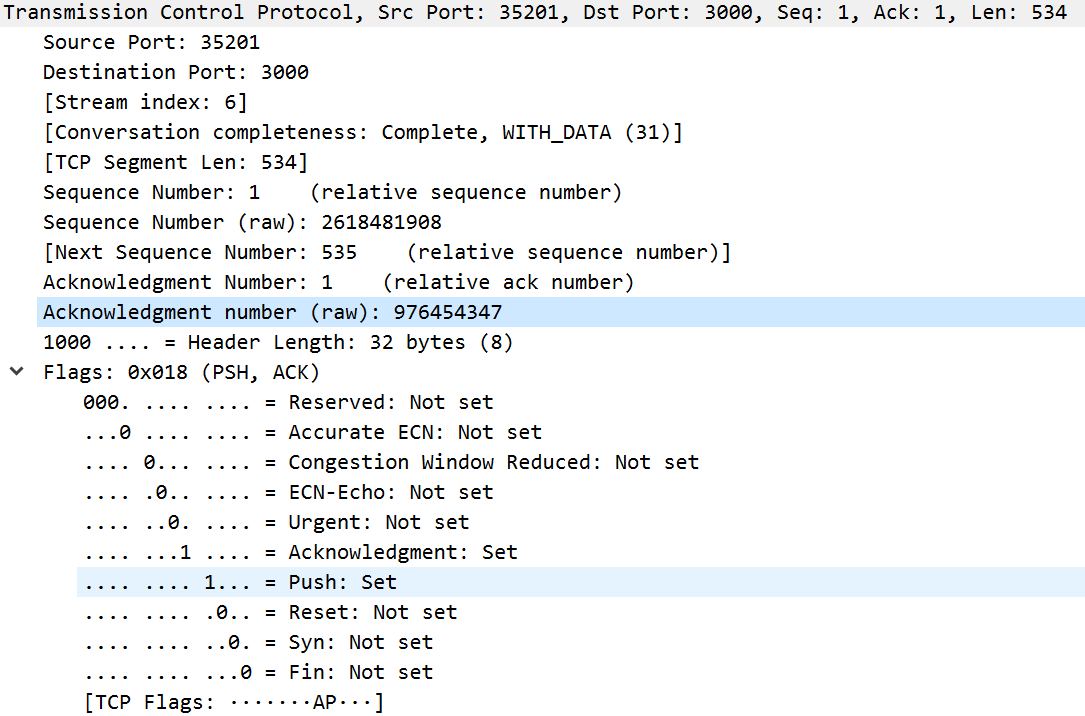 Transmission Control Protocol, Src Port: 35201, Dst Port: 3000, Seq: 1, Ack: 1, Len: 534
Source Port: 35201
Destination Port: 3000
[Stream index: 6]
[Conversation completeness: Complete, WITH_DATA (31)]
[TCP Segment Len: 534]
Sequence Number: 1    (relative sequence number)
Sequence Number (raw): 2618481908
[Next Sequence Number: 535    (relative sequence number)]
Acknowledgment Number: 1    (relative ack number)
Acknowledgment number (raw): 976454347
1000 .... = Header Length: 32 bytes (8)
Flags: 0x018 (PSH, ACK)
000. .... .... = Reserved: Not set
...0 .... .... = Accurate ECN: Not set
.... 0... .... = Congestion Window Reduced: Not set
.... .0.. .... = ECN-Echo: Not set
.... ..0. .... = Urgent: Not set
.... ...1 .... = Acknowledgment: Set
.... .... 1... = Push: Set
.... .... .0.. = Reset: Not set
.... .... ..0. = Syn: Not set
.... .... ...0 = Fin: Not set
[TCP Flags: ·······AP···]